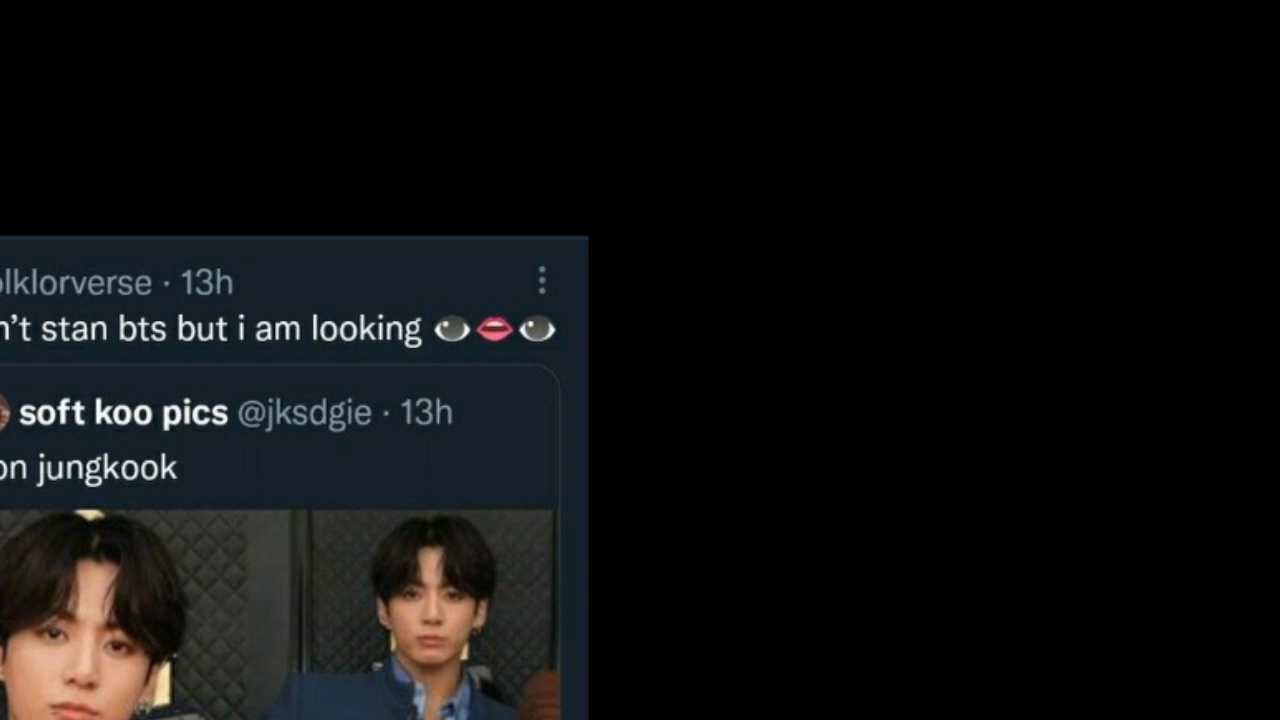 olklorverse · 13h
n't stan bts but i am looking 👁️👄👁️
soft koo pics @jksdgie · 13h
on jungkook